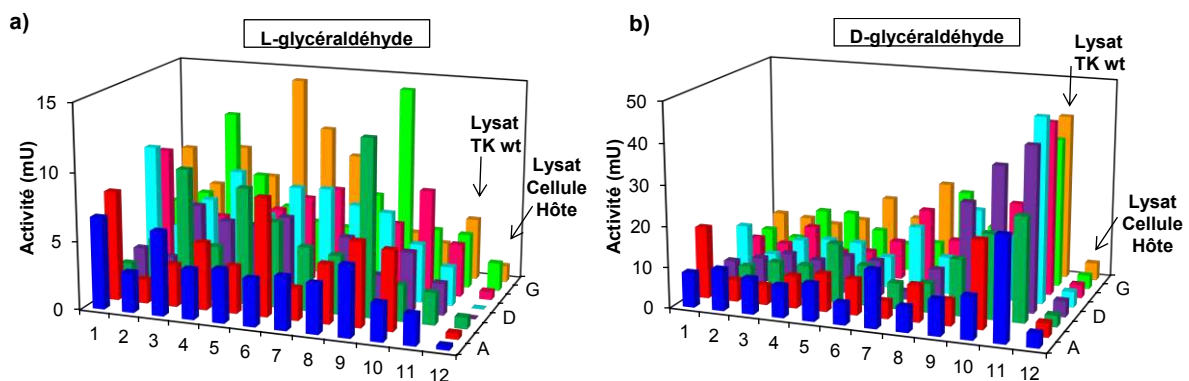 a)
L-glycéraldéhyde
Activité (mU)
15
10
5
0
1 2 3 4 5 6 7 8 9 10 11 12
A
D
G
Lysat
TK wt
Lysat
Cellule
Hôte
b)
D-glycéraldéhyde
Activité (mU)
50
40
30
20
10
0
1 2 3 4 5 6 7 8 9 10 11 12
A
D
G
Lysat
TK wt
Lysat
Cellule
Hôte